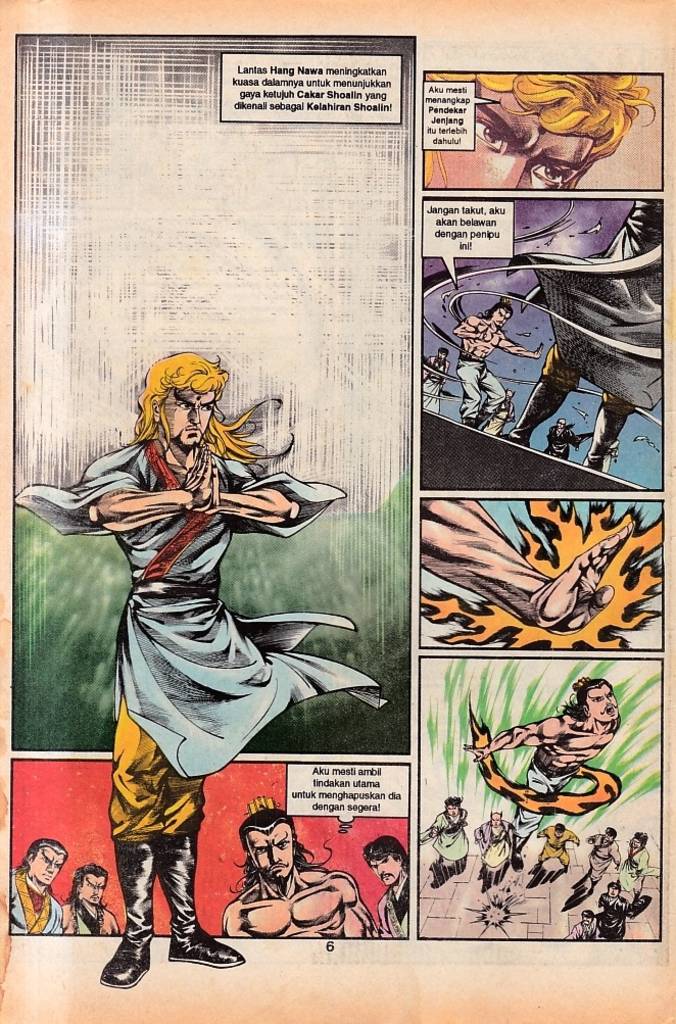 Lantas Hang Nawa meningkatkan
kuasa dalamnya untuk menunjukkan
gaya ketujuh Cakar Shoalin yang
dikenali sebagai Kelahiran Shoalin!
Aku mesti ambil
tindakan utama
untuk menghapuskan dia
dengan segera!
Aku mesti
menangkap
Pendekar
Jenjang
itu terlebih
dahulu!
Jangan takut, aku
akan belawan
dengan penipu
ini!
6